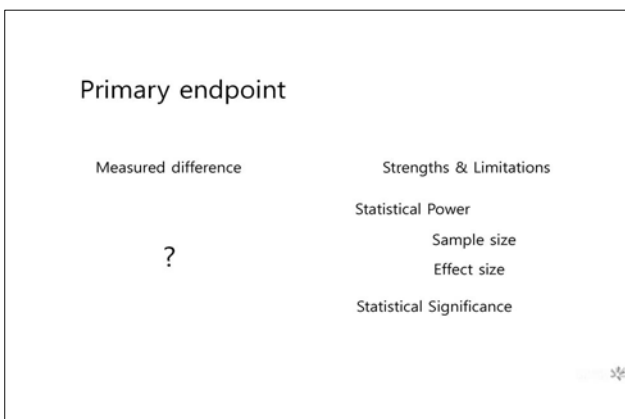 Primary endpoint
Measured difference
?
Strengths & Limitations
Statistical Power
Sample size
Effect size
Statistical Significance